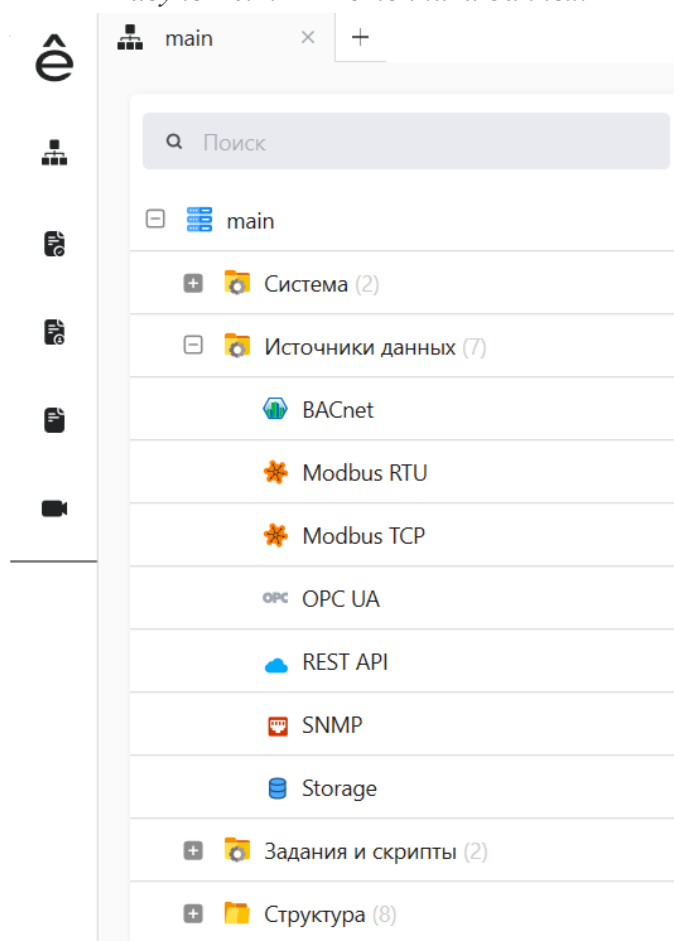 ê
main × +
Поиск
main
Система (2)
Источники данных (7)
BACnet
Modbus RTU
Modbus TCP
OPC OPC UA
REST API
SNMP
Storage
Задания и скрипты (2)
Структура (8)